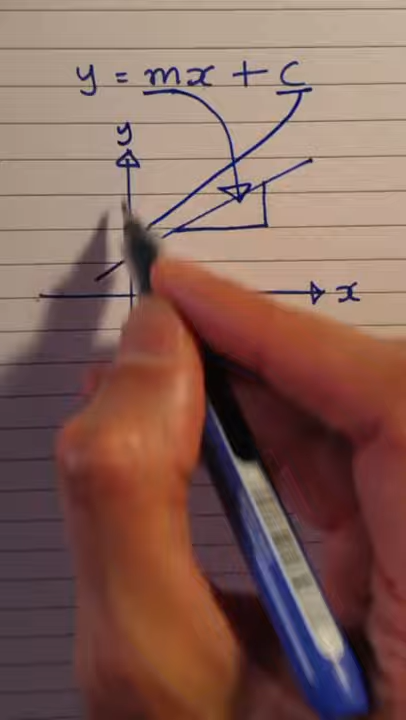 y = mx + c
y
x